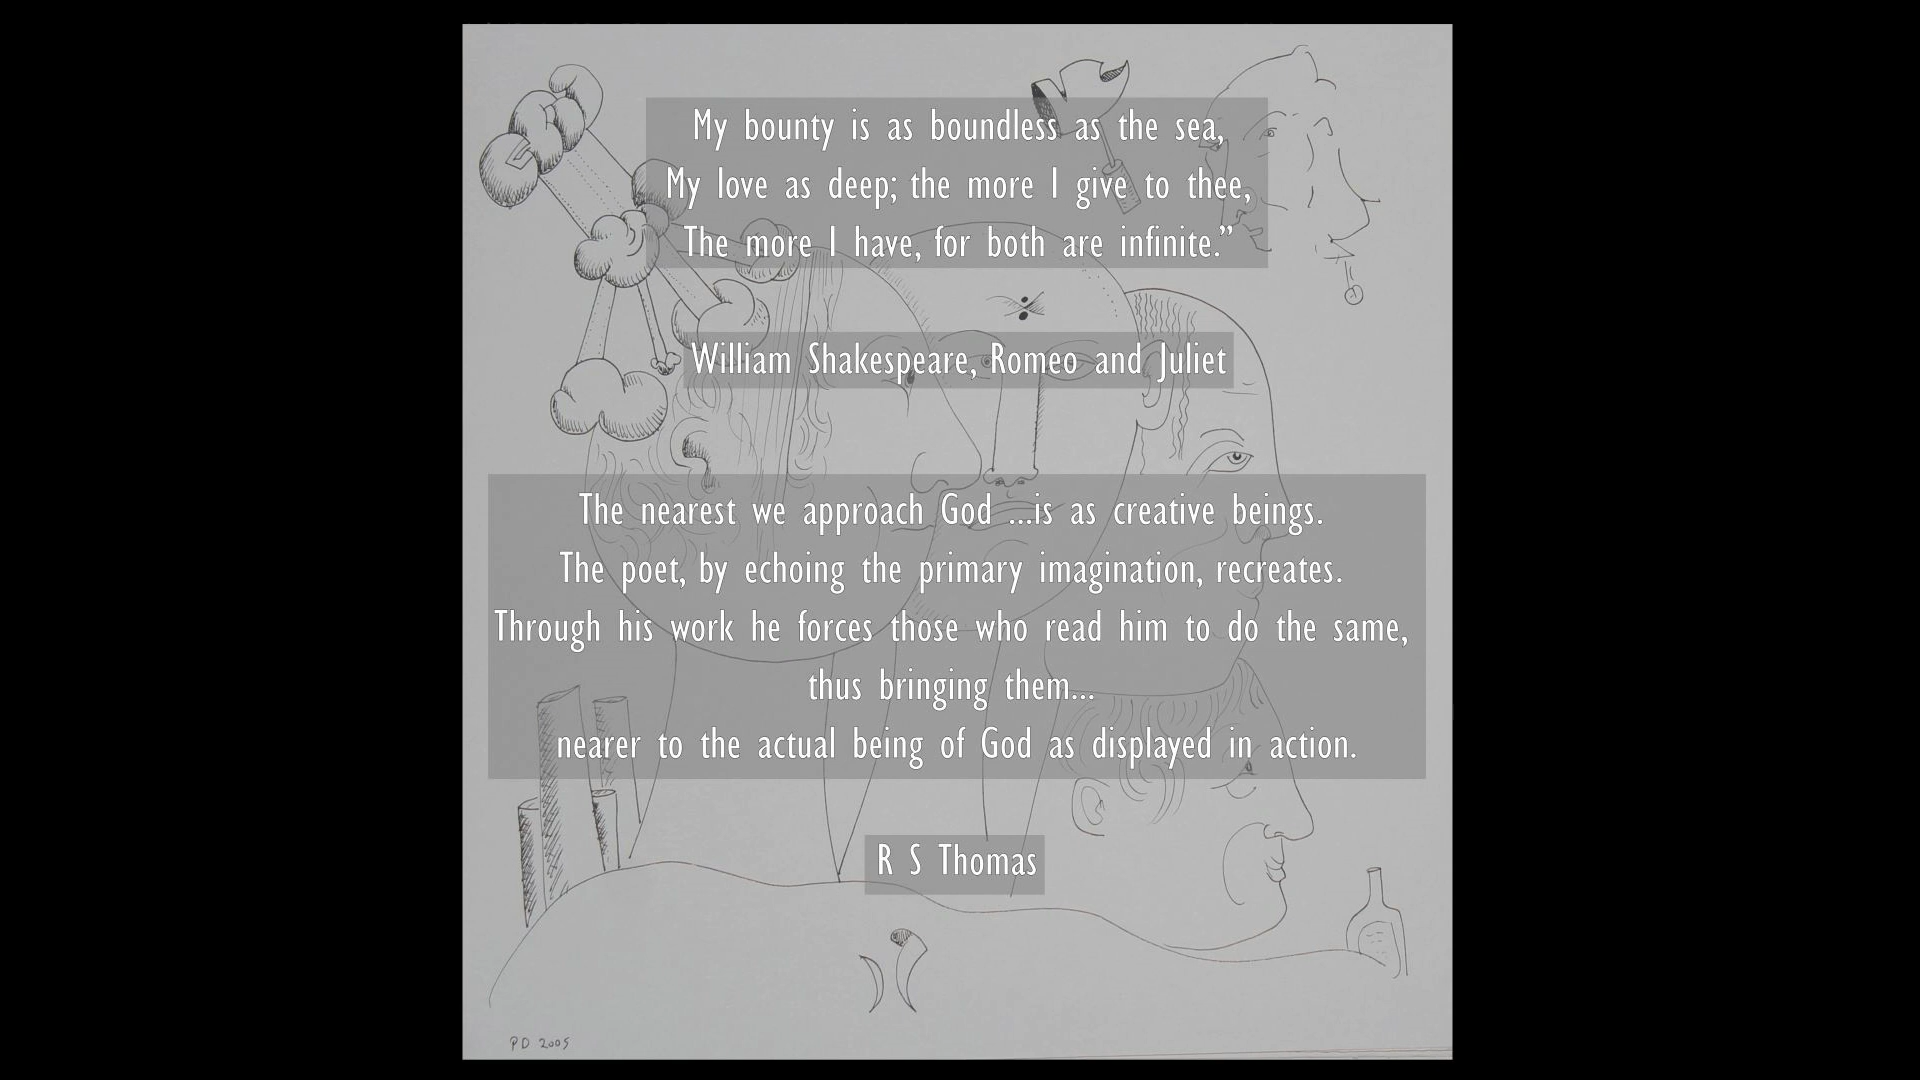 My bounty is as boundless as the sea,
My love as deep; the more I give to thee,
The more I have, for both are infinite.”
William Shakespeare, Romeo and Juliet
The nearest we approach God ...is as creative beings.
The poet, by echoing the primary imagination, recreates.
Through his work he forces those who read him to do the same,
thus bringing them...
nearer to the actual being of God as displayed in action.
R S Thomas
PD 2005